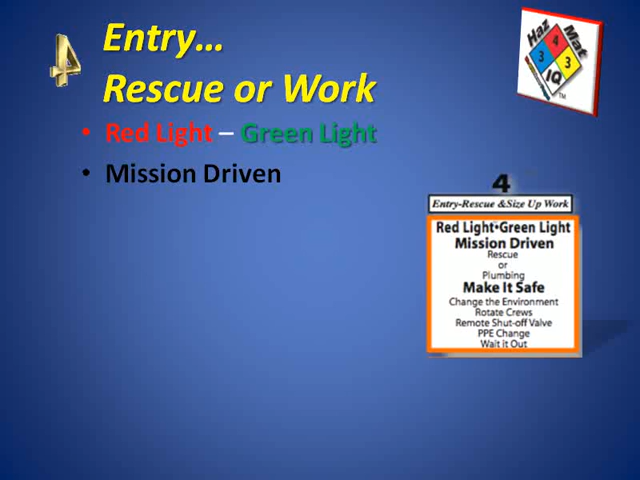 4
Entry…
Rescue or Work
• Red Light – Green Light
• Mission Driven
Haz Mat
4
3 3
IQ
TM
4
Entry-Rescue &Size Up Work
Red Light•Green Light
Mission Driven
Rescue
or
Plumbing
Make It Safe
Change the Environment
Rotate Crews
Remote Shut-off Valve
PPE Change
Wait it Out